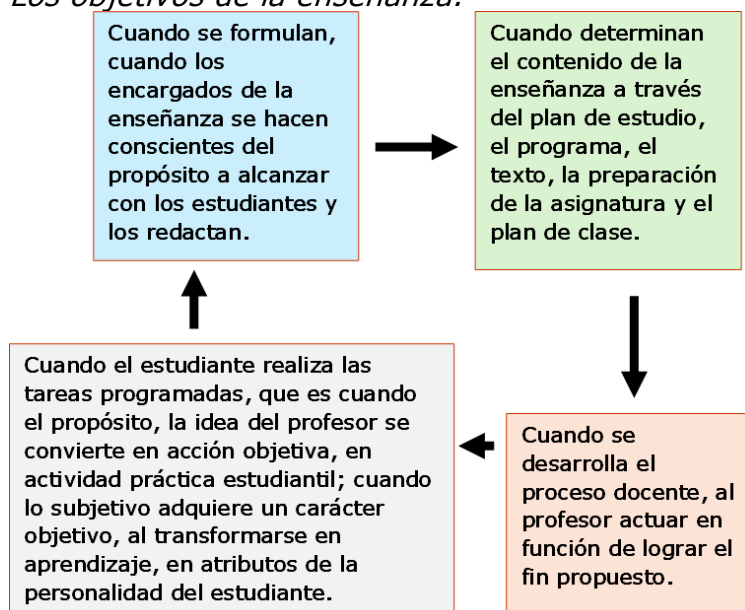 Los objetivos de la enseñanza.
Cuando se formulan,
cuando los
encargados de la
enseñanza se hacen
conscientes del
propósito a alcanzar
con los estudiantes y
los redactan.
Cuando determinan
el contenido de la
enseñanza a través
del plan de estudio,
el programa, el
texto, la preparación
de la asignatura y el
plan de clase.
Cuando se
desarrolla el
proceso docente, al
profesor actuar en
función de lograr el
fin propuesto.
Cuando el estudiante realiza las
tareas programadas, que es cuando
el propósito, la idea del profesor se
convierte en acción objetiva, en
actividad práctica estudiantil; cuando
lo subjetivo adquiere un carácter
objetivo, al transformarse en
aprendizaje, en atributos de la
personalidad del estudiante.